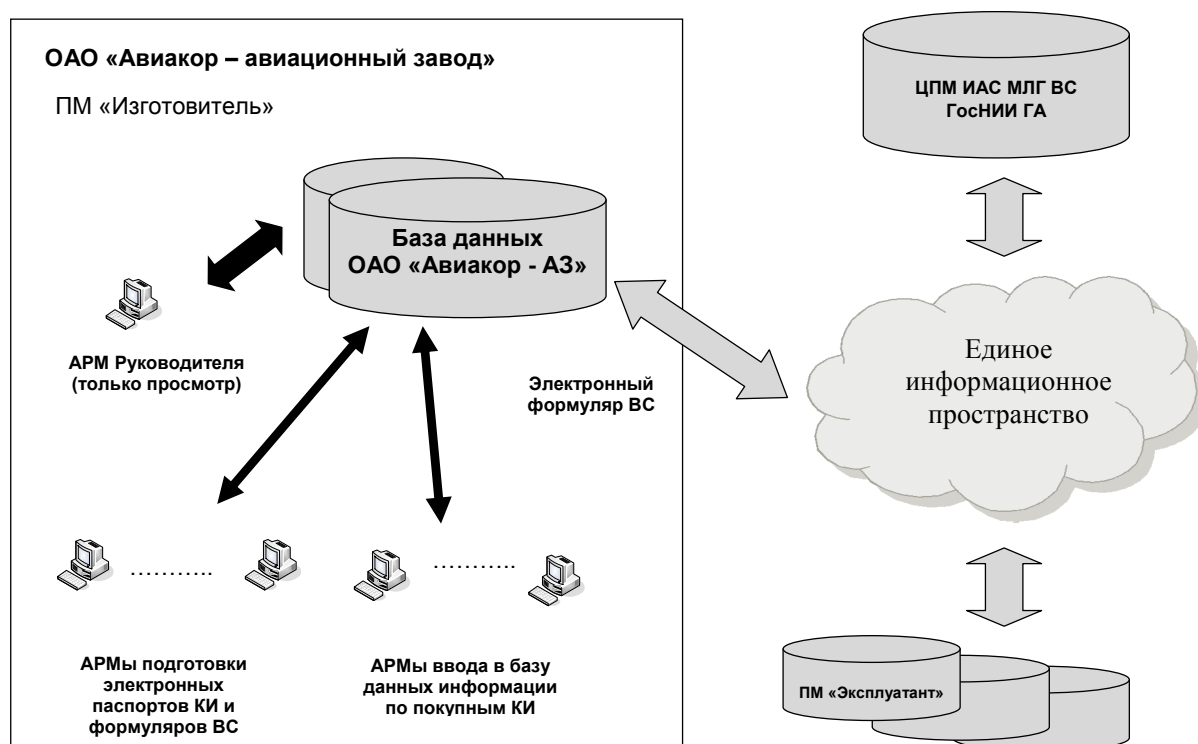 ОАО «Авиакор – авиационный завод»
ПМ «Изготовитель»
База данных
ОАО «Авиакор - АЗ»
АРМ Руководителя
(только просмотр)
Электронный
формуляр ВС
...........
...........
АРМы подготовки
электронных
паспортов КИ и
формуляров ВС
АРМы ввода в базу
данных информации
по покупным КИ
ЦПМ ИАС МЛГ ВС
ГосНИИ ГА
Единое
информационное
пространство
ПМ «Эксплуатант»